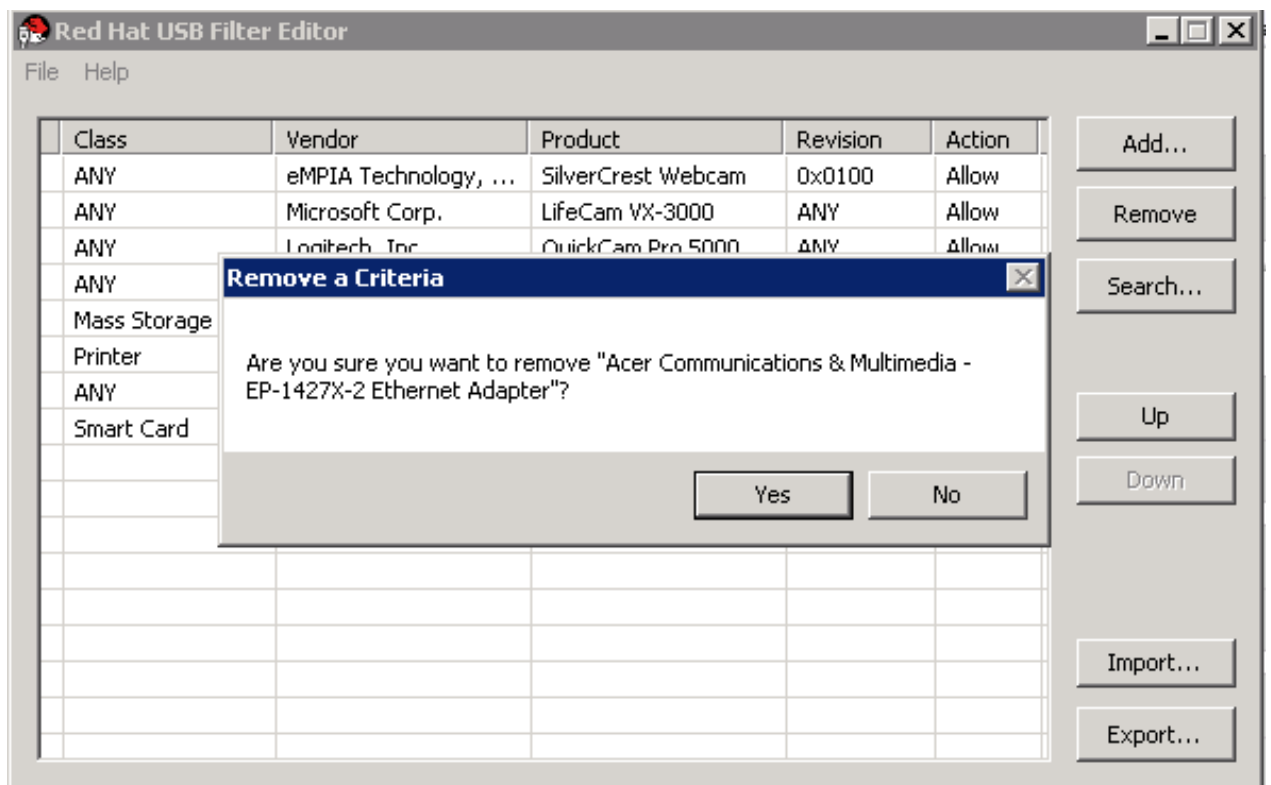 Red Hat USB Filter Editor
File Help
Class Vendor Product Revision Action
ANY eMPIA Technology, ... SilverCrest Webcam 0x0100 Allow
ANY Microsoft Corp. LifeCam VX-3000 ANY Allow
ANY Logitech, Inc. QuickCam Pro 5000 ANY Allow
ANY
Mass Storage
Printer
ANY
Smart Card
Remove a Criteria
Are you sure you want to remove "Acer Communications & Multimedia -
EP-1427X-2 Ethernet Adapter"?
Yes No
Add...
Remove
Search...
Up
Down
Import...
Export...